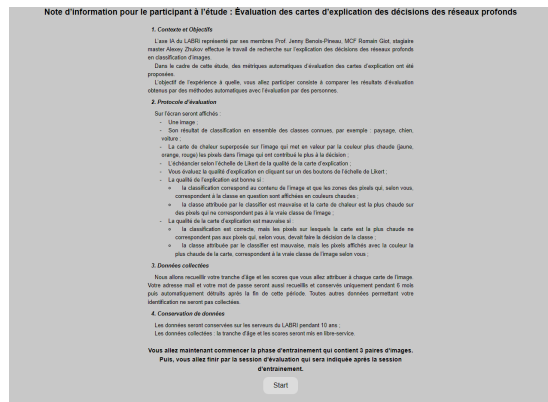 Note d'information pour le participant à l'étude : Évaluation des cartes d'explication des décisions des réseaux profonds
1. Contexte et Objectifs
L'axe IA du LABRI représenté par ses membres Prof. Jenny Benois-Pineau, MCF Romain Giot, stagiaire
master Alexey Zhukov effectue le travail de recherche sur l'explication des décisions des réseaux profonds
en classification d'images.
Dans le cadre de cette étude, des métriques automatiques d'évaluation des cartes d'explication ont été
proposées.
L'objectif de l'expérience à quelle, vous allez participer consiste à comparer les résultats d'évaluation
obtenus par des méthodes automatiques avec l'évaluation par des personnes.
2. Protocole d'évaluation
Sur l'écran seront affichés :
- Une image ;
- Son résultat de classification en ensemble des classes connues, par exemple : paysage, chien,
voiture ;
- La carte de chaleur superposée sur l'image qui met en valeur par la couleur plus chaude (jaune,
orange, rouge) les pixels dans l'image qui ont contribué le plus à la décision ;
- L'échéancier selon l'échelle de Likert de la qualité de la carte d'explication ;
- Vous évaluez la qualité d'explication en cliquant sur un des boutons de l'échelle de Likert ;
- La qualité de l'explication est bonne si :
o la classification correspond au contenu de l'image et que les zones des pixels qui, selon vous,
correspondent à la classe en question sont affichées en couleurs chaudes ;
o la classe attribuée par le classifier est mauvaise et la carte de chaleur est la plus chaude sur
des pixels qui ne correspondent pas à la vraie classe de l'image ;
- La qualité de la carte d'explication est mauvaise si :
o la classification est correcte, mais les pixels sur lesquels la carte est la plus chaude ne
correspondent pas aux pixels qui, selon vous, devait faire la décision de la classe ;
o la classe attribuée par le classifier est mauvaise, mais les pixels affichés avec la couleur la
plus chaude de la carte, correspondent à la vraie classe de l'image selon vous ;
3. Données collectées
Nous allons recueillir votre tranche d'âge et les scores que vous allez attribuer à chaque carte de l'image.
Votre adresse mail et votre mot de passe seront aussi recueillis et conservés uniquement pendant 6 mois
puis automatiquement détruits après la fin de cette période. Toutes autres données permettant votre
identification ne seront pas collectées.
4. Conservation de données
Les données seront conservées sur les serveurs du LABRI pendant 10 ans ;
Les données collectées : la tranche d'âge et les scores seront mis en libre-service.
Vous allez maintenant commencer la phase d'entrainement qui contient 3 paires d'images.
Puis, vous allez finir par la session d'évaluation qui sera indiquée après la session
d'entrainement.
Start